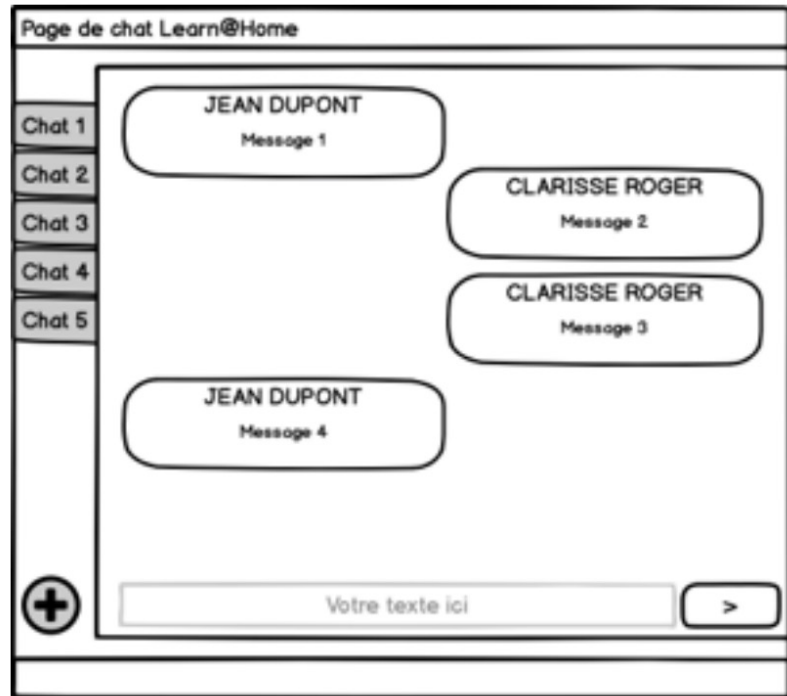 Page de chat Learn@Home
Chat 1
Chat 2
Chat 3
Chat 4
Chat 5
JEAN DUPONT
Message 1
CLARISSE ROGER
Message 2
CLARISSE ROGER
Message 3
JEAN DUPONT
Message 4
Votre texte ici
>